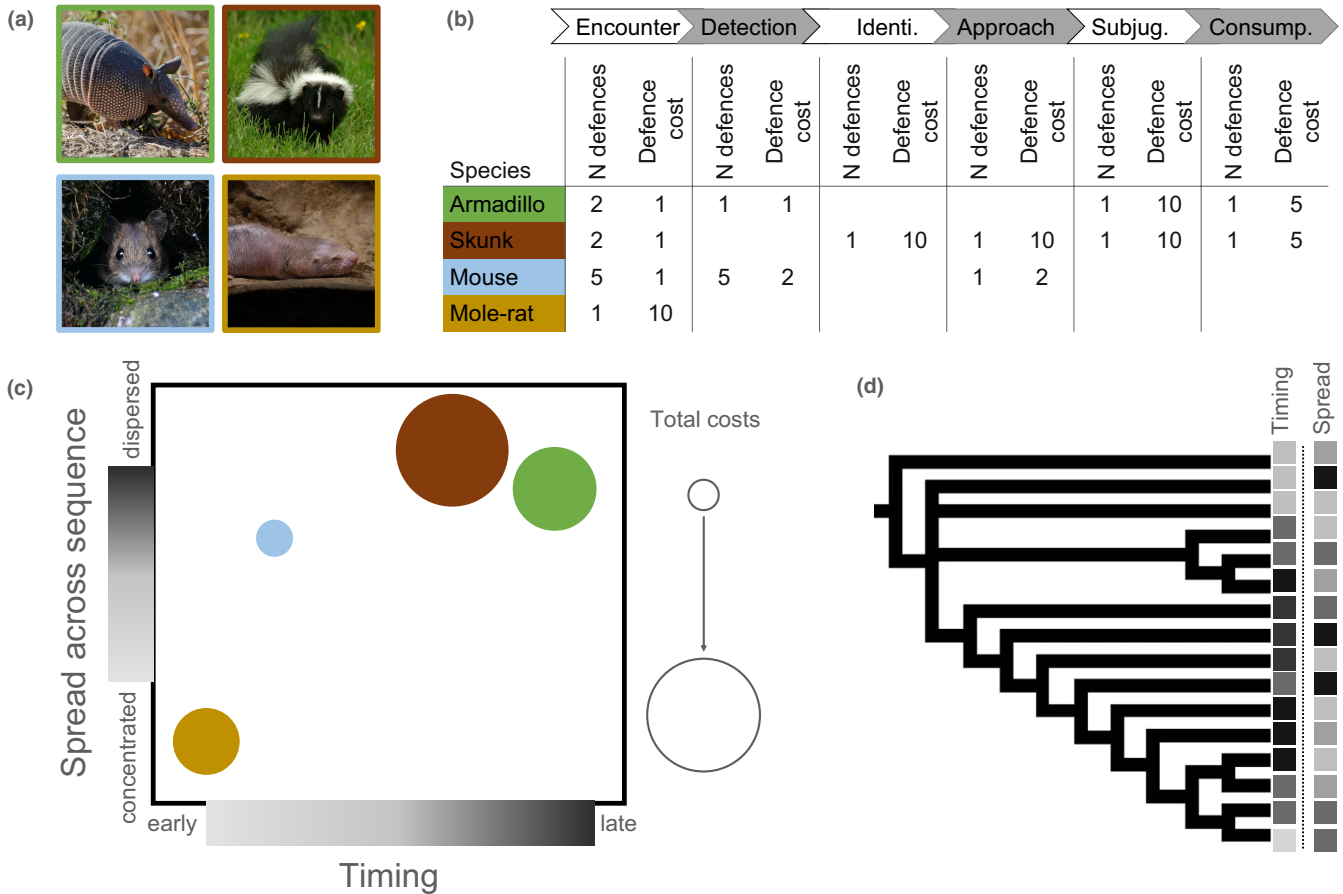 (a)
(b)
Encounter Detection Identi. Approach Subjug. Consump.
Species N defences Defence cost N defences Defence cost N defences Defence cost N defences Defence cost N defences Defence cost N defences Defence cost
Armadillo 2 1 1 1 1 10 1 5
Skunk 2 1 1 10 1 10 1 10 1 5
Mouse 5 1 5 2 1 2
Mole-rat 1 10
(c)
Spread across sequence
dispersed
concentrated
early
late
Timing
Total costs
(d)
Timing
Spread